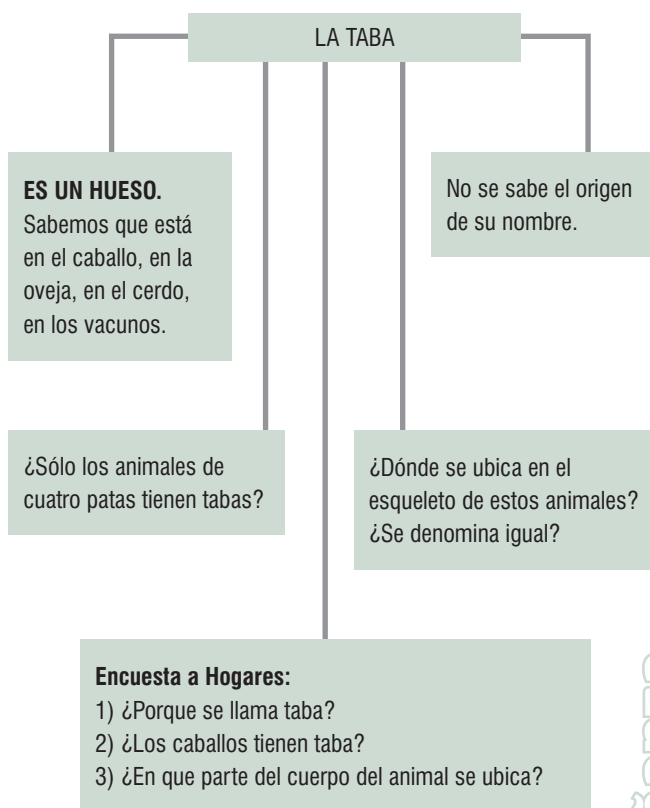 LA TABA
ES UN HUESO.
Sabemos que está
en el caballo, en la
oveja, en el cerdo,
en los vacunos.
No se sabe el origen
de su nombre.
¿Sólo los animales de
cuatro patas tienen tabas?
¿Dónde se ubica en el
esqueleto de estos animales?
¿Se denomina igual?
Encuesta a Hogares:
1) ¿Porque se llama taba?
2) ¿Los caballos tienen taba?
3) ¿En que parte del cuerpo del animal se ubica?